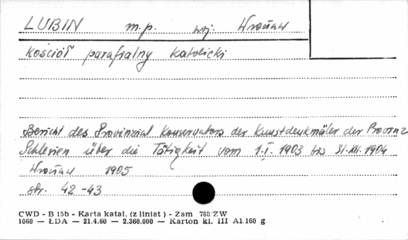 LUBIN m.p. woj. Wrocław
Kościół parafialny katolicki
Bericht des Provinzial Konservators der Kunstdenkmäler der Provinz
Schlesien über die Tätigkeit vom 1.I.1903 bis 31.XII.1904
Wrocław 1905
str. 42-43
CWD - B 15b - Karta katal. (z liniat) - Zam 783 ZW
1060 - ŁDA - 21.4.60 - 2.360.000 - Karton kl. III A1.160 g